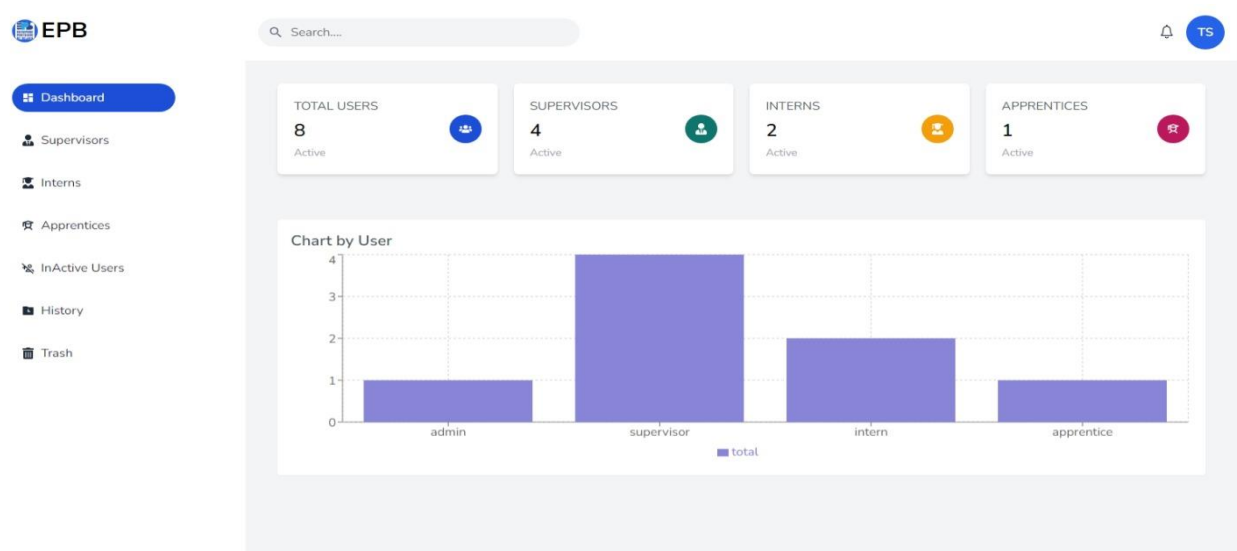 EPB
Search....
TS
Dashboard
Supervisors
Interns
Apprentices
InActive Users
History
Trash
TOTAL USERS
8
Active
SUPERVISORS
4
Active
INTERNS
2
Active
APPRENTICES
1
Active
Chart by User
4
3
2
1
0
admin supervisor intern apprentice
total